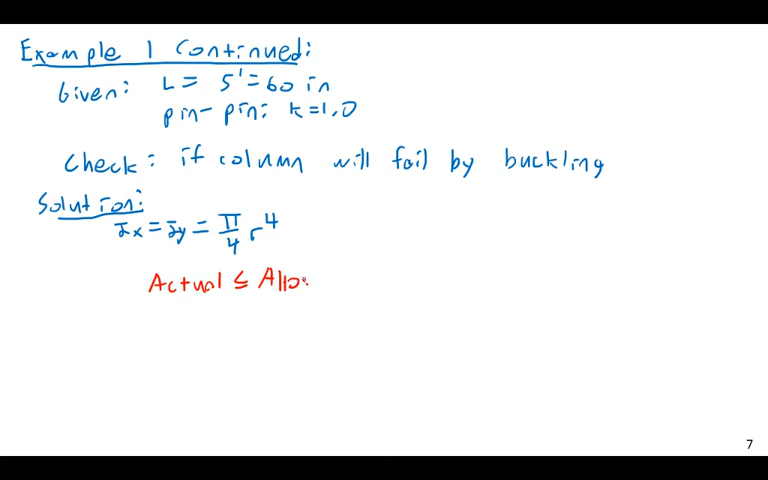 Example 1 Continued:
Given: L = 5' = 60 in
pin-pin: k=1.0
Check: if column will fail by buckling
Solution:
Ix = Iy = π/4 r⁴
Actual ≤ Allo
7